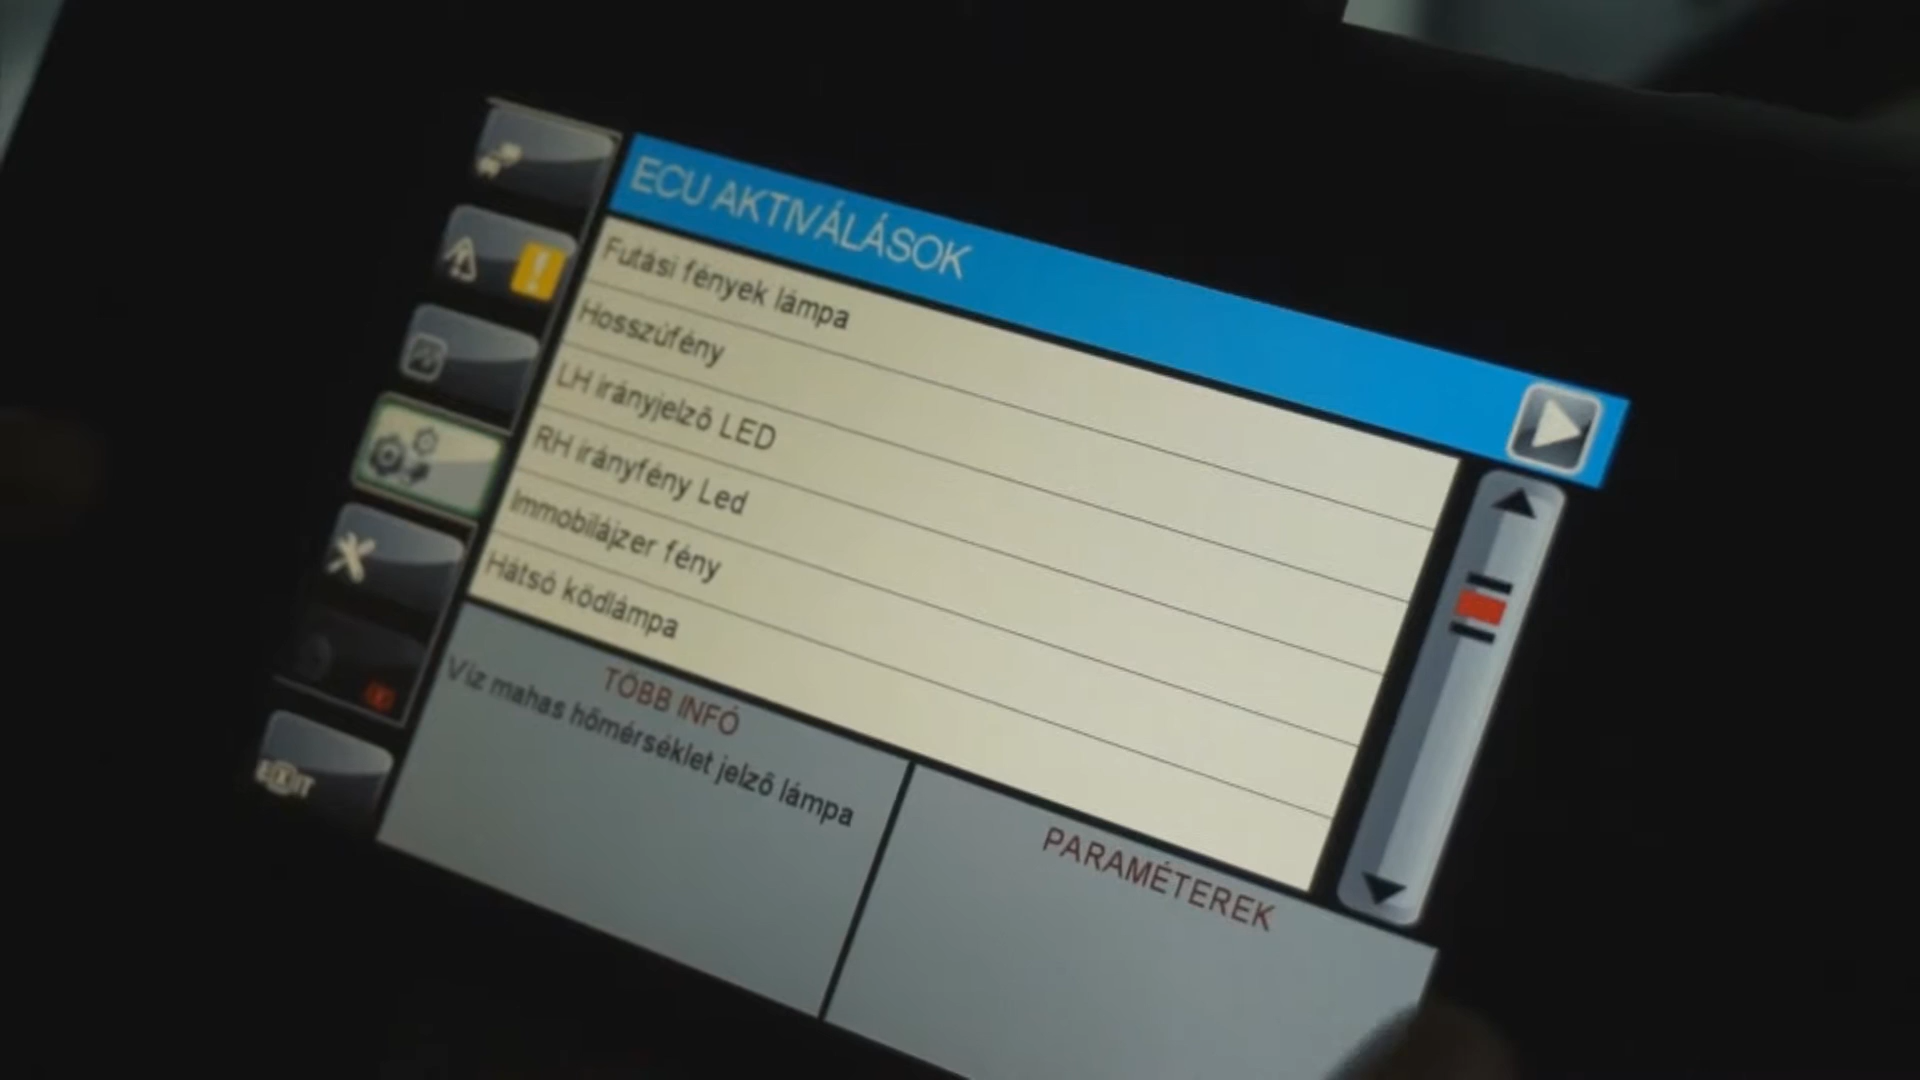 ECU AKTIVÁLÁSOK
Futási fények lámpa
Hosszúfény
LH irányjelző LED
RH irányfény Led
Immobilájzer fény
Hátsó ködlámpa
TÖBB INFÓ
Víz mahas hőmérséklet jelző lámpa
PARAMÉTEREK
EXIT